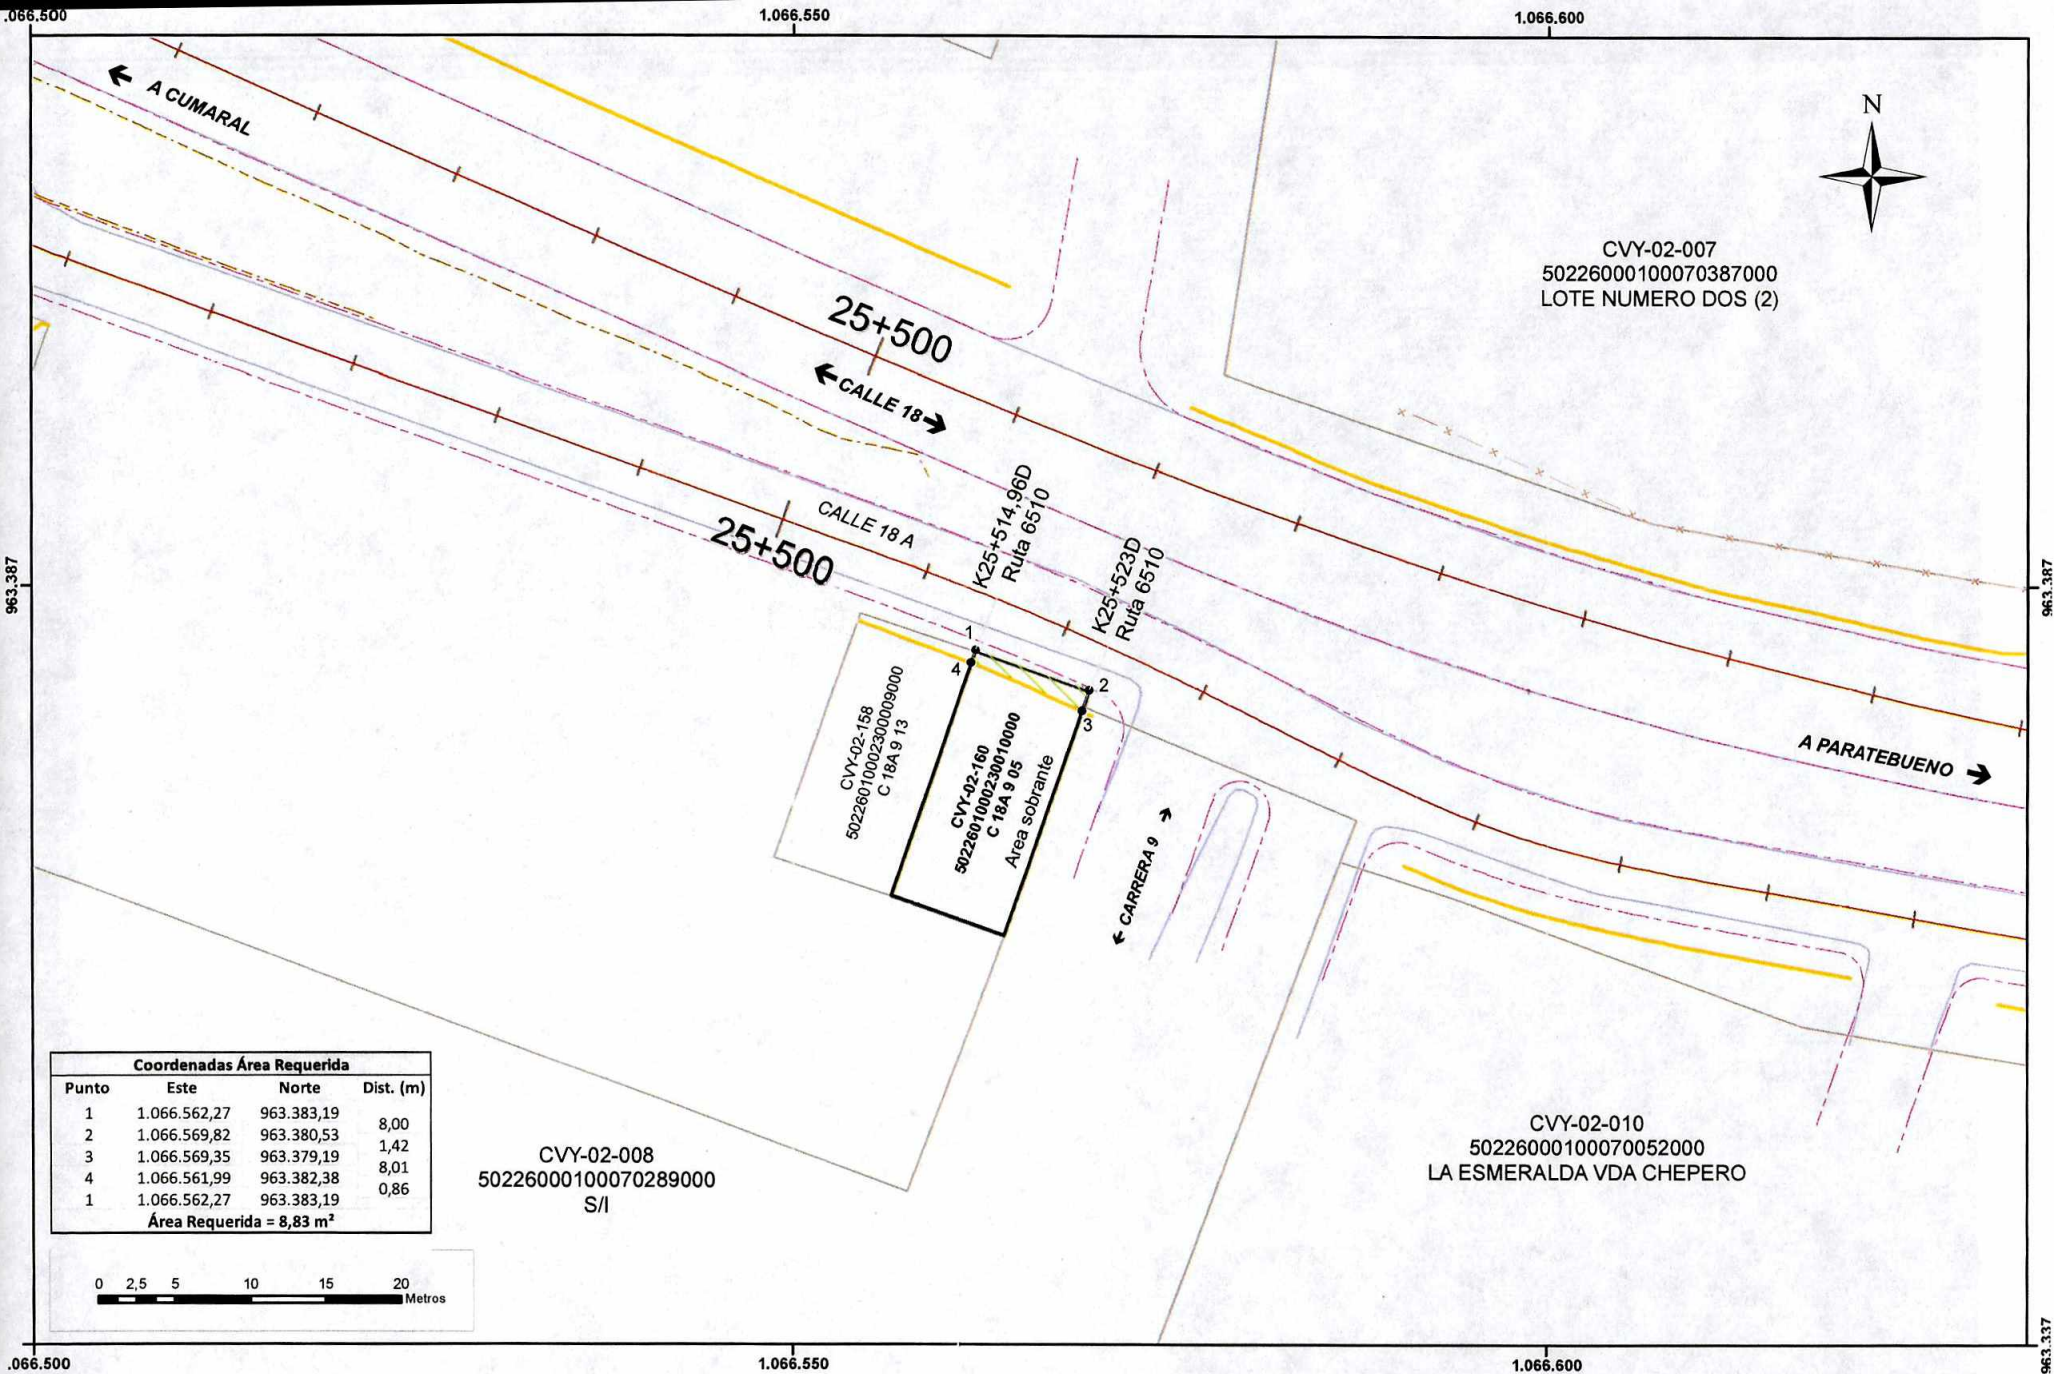 .066.500
1.066.550
1.066.600
A CUMARAL
N
CVY-02-007
50226000100070387000
LOTE NUMERO DOS (2)
25+500
CALLE 18
CALLE 18 A
25+500
K25+514,96D
Ruta 6510
K25+523D
Ruta 6510
963.387
963.387
1
2
3
4
CVY-02-158
502260100002300009000
C 18A 9 13
CVY-02-160
502260100002300010000
C 18A 9 05
Area sobrante
CARRERA 9
A PARATEBUENO
Coordenadas Área Requerida
Punto Este Norte Dist. (m)
1 1.066.562,27 963.383,19
8,00
2 1.066.569,82 963.380,53
1,42
3 1.066.569,35 963.379,19
8,01
4 1.066.561,99 963.382,38
0,86
1 1.066.562,27 963.383,19
Área Requerida = 8,83 m²
CVY-02-008
50226000100070289000
S/I
CVY-02-010
50226000100070052000
LA ESMERALDA VDA CHEPERO
0 2,5 5 10 15 20
Metros
963.337
.066.500
1.066.550
1.066.600